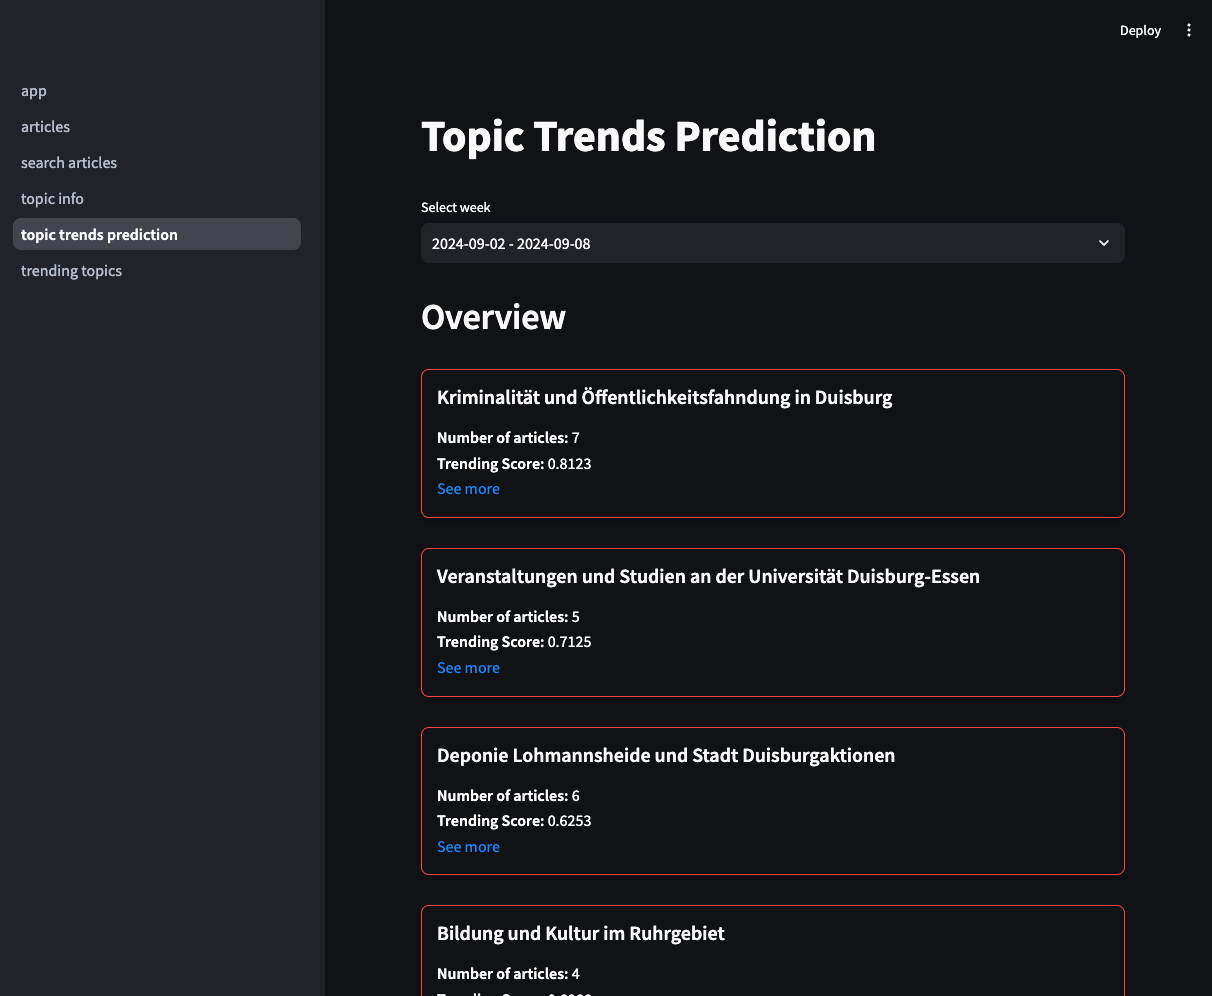 Deploy
app
articles
search articles
topic info
topic trends prediction
trending topics
Topic Trends Prediction
Select week
2024-09-02 - 2024-09-08
Overview
Kriminalität und Öffentlichkeitsfahndung in Duisburg
Number of articles: 7
Trending Score: 0.8123
See more
Veranstaltungen und Studien an der Universität Duisburg-Essen
Number of articles: 5
Trending Score: 0.7125
See more
Deponie Lohmannsheide und Stadt Duisburgaktionen
Number of articles: 6
Trending Score: 0.6253
See more
Bildung und Kultur im Ruhrgebiet
Number of articles: 4